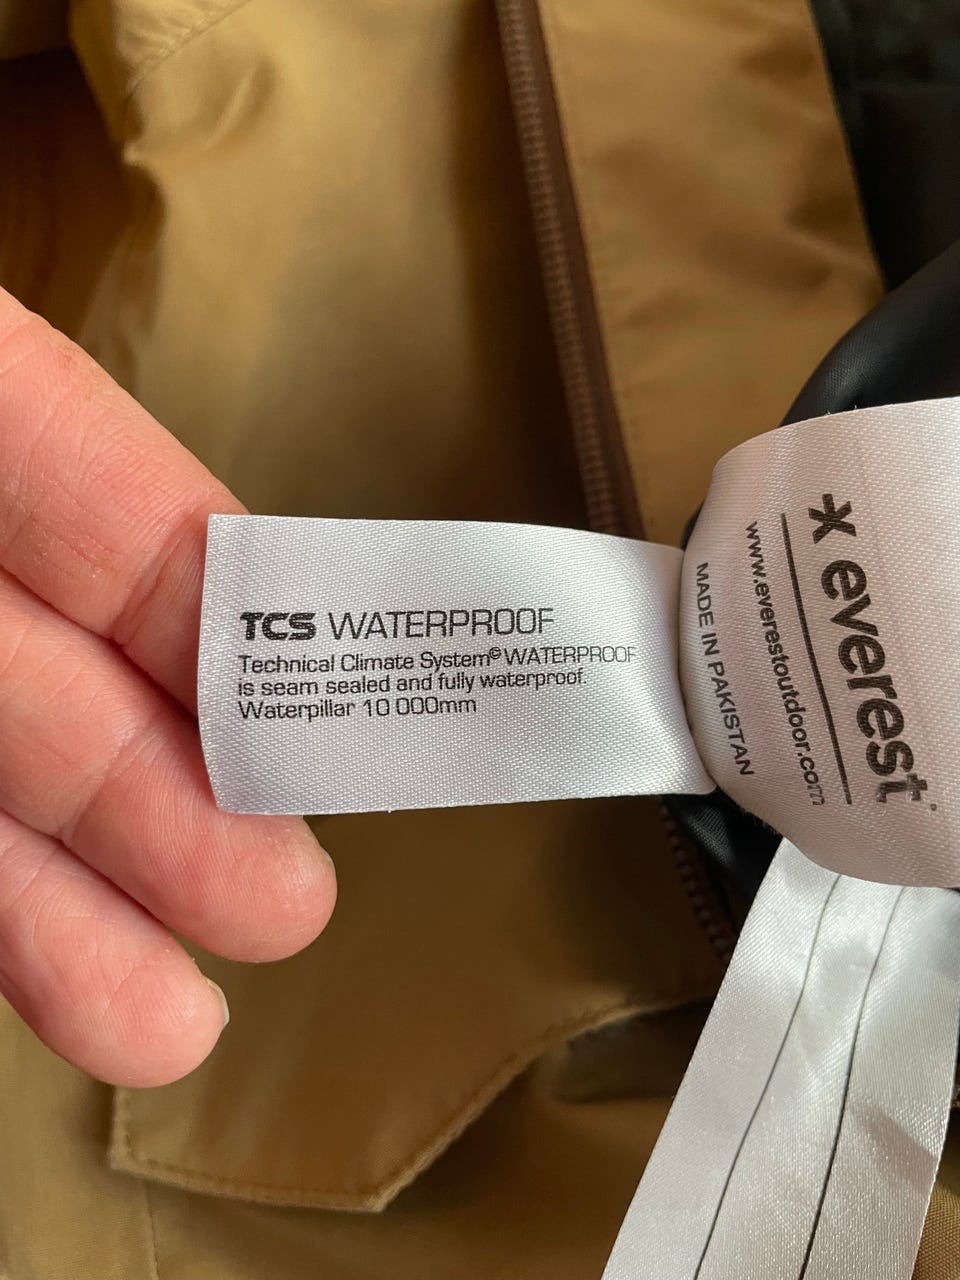 TCS WATERPROOF
Technical Climate System© WATERPROOF
is seam sealed and fully waterproof.
Waterpillar 10 000mm
everest
www.everestoutdoor.com
MADE IN PAKISTAN